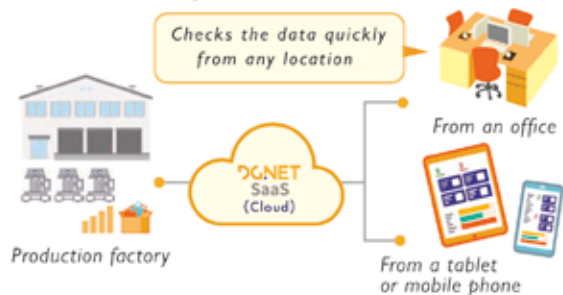 Checks the data quickly
from any location
From an office
DGNET
SaaS
(Cloud)
Production factory
From a tablet
or mobile phone